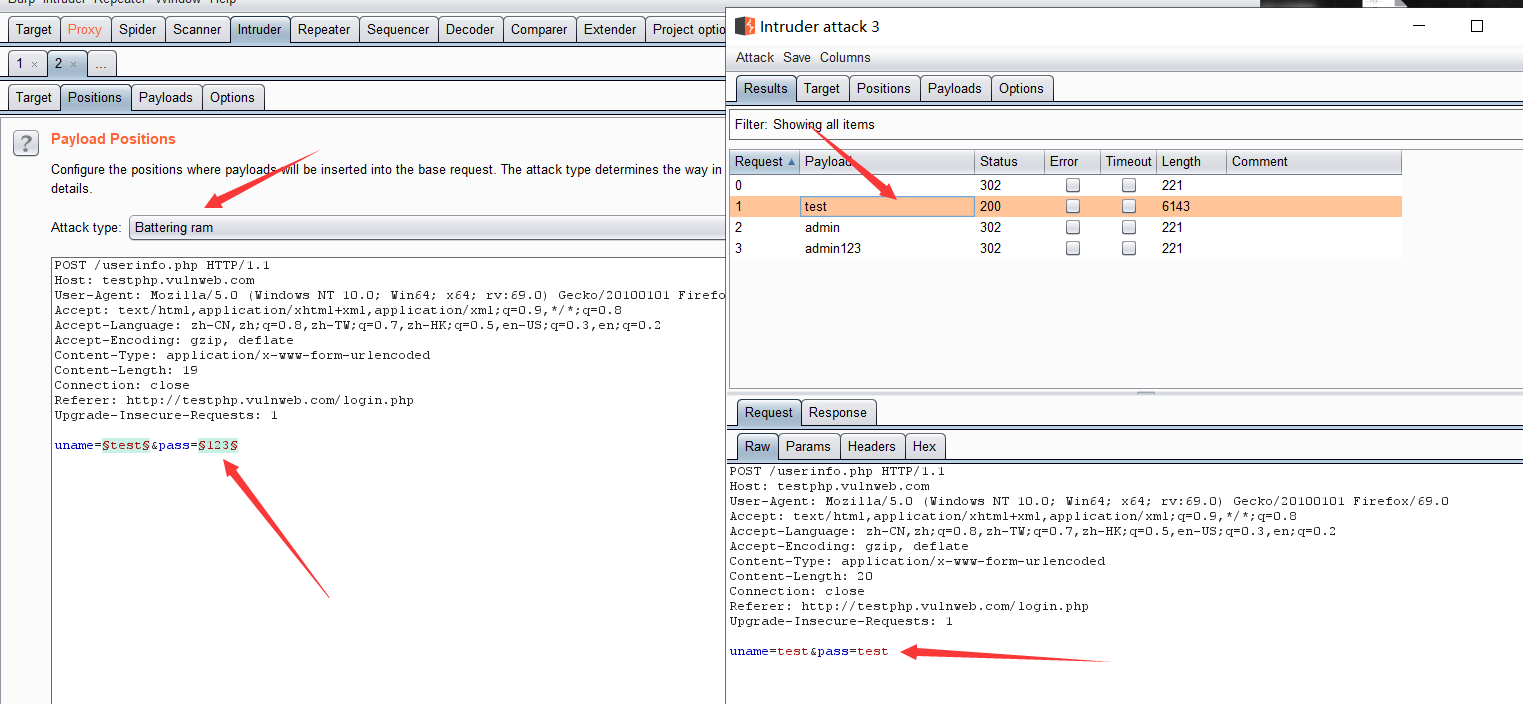 Burp Intruder Repeater Window Help
Target Proxy Spider Scanner Intruder Repeater Sequencer Decoder Comparer Extender Project optio
1 × 2 × ...
Target Positions Payloads Options
? Payload Positions
Configure the positions where payloads will be inserted into the base request. The attack type determines the way in
details.
Attack type: Battering ram
POST /userinfo.php HTTP/1.1
Host: testphp.vulnweb.com
User-Agent: Mozilla/5.0 (Windows NT 10.0; Win64; x64; rv:69.0) Gecko/20100101 Firefo
Accept: text/html,application/xhtml+xml,application/xml;q=0.9,*/*;q=0.8
Accept-Language: zh-CN,zh;q=0.8,zh-TW;q=0.7,zh-HK;q=0.5,en-US;q=0.3,en;q=0.2
Accept-Encoding: gzip, deflate
Content-Type: application/x-www-form-urlencoded
Content-Length: 19
Connection: close
Referer: http://testphp.vulnweb.com/login.php
Upgrade-Insecure-Requests: 1
uname=§test§&pass=§123§
Intruder attack 3
Attack Save Columns
Results Target Positions Payloads Options
Filter: Showing all items
Request Payload Status Error Timeout Length Comment
0 302 221
1 test 200 6143
2 admin 302 221
3 admin123 302 221
Request Response
Raw Params Headers Hex
POST /userinfo.php HTTP/1.1
Host: testphp.vulnweb.com
User-Agent: Mozilla/5.0 (Windows NT 10.0; Win64; x64; rv:69.0) Gecko/20100101 Firefox/69.0
Accept: text/html,application/xhtml+xml,application/xml;q=0.9,*/*;q=0.8
Accept-Language: zh-CN,zh;q=0.8,zh-TW;q=0.7,zh-HK;q=0.5,en-US;q=0.3,en;q=0.2
Accept-Encoding: gzip, deflate
Content-Type: application/x-www-form-urlencoded
Content-Length: 20
Connection: close
Referer: http://testphp.vulnweb.com/login.php
Upgrade-Insecure-Requests: 1
uname=test&pass=test